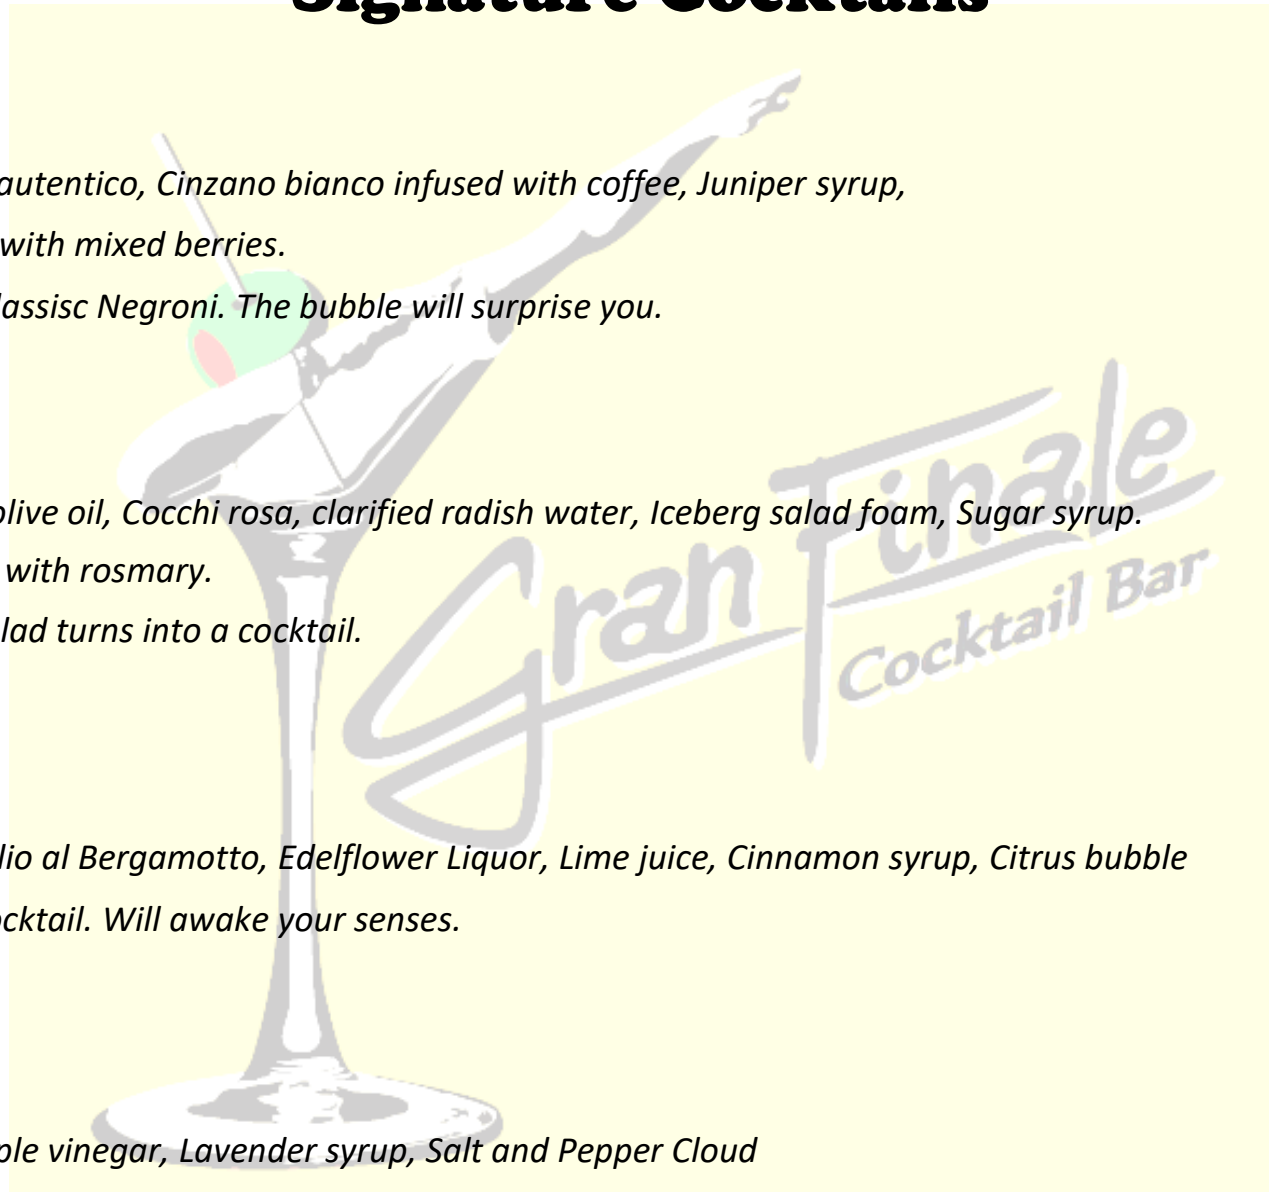 Signature Cocktails
autentico, Cinzano bianco infused with coffee, Juniper syrup,
with mixed berries.
lassisc Negroni. The bubble will surprise you.
olive oil, Cocchi rosa, clarified radish water, Iceberg salad foam, Sugar syrup.
with rosmary.
lad turns into a cocktail.
Gran Finale
Cocktail Bar
lio al Bergamotto, Edelflower Liquor, Lime juice, Cinnamon syrup, Citrus bubble
ocktail. Will awake your senses.
ple vinegar, Lavender syrup, Salt and Pepper Cloud